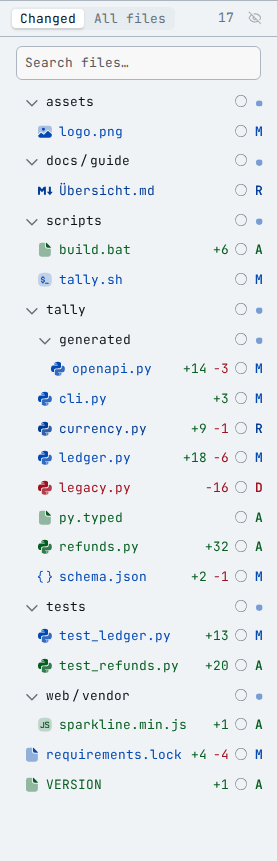 Changed All files 17
Search files…
assets
logo.png M
docs/guide
Übersicht.md R
scripts
build.bat +6 A
tally.sh M
tally
generated
openapi.py +14 -3 M
cli.py +3 M
currency.py +9 -1 R
ledger.py +18 -6 M
legacy.py -16 D
py.typed A
refunds.py +32 A
schema.json +2 -1 M
tests
test_ledger.py +13 M
test_refunds.py +20 A
web/vendor
sparkline.min.js +1 A
requirements.lock +4 -4 M
VERSION +1 A